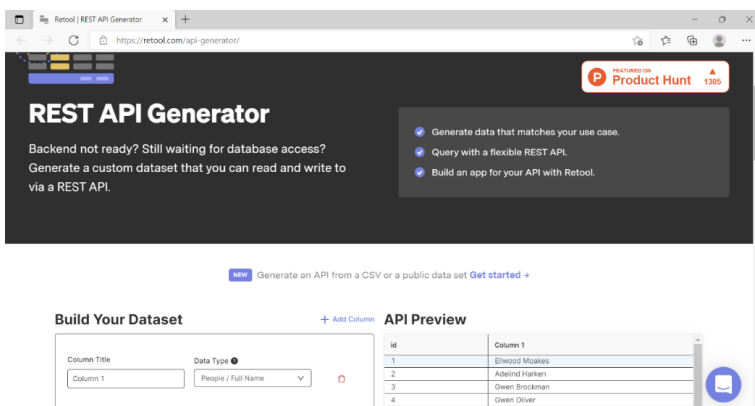 Retool | REST API Generator
https://retool.com/api-generator/
FEATURED ON
Product Hunt
1305
REST API Generator
Backend not ready? Still waiting for database access?
Generate a custom dataset that you can read and write to
via a REST API.
Generate data that matches your use case.
Query with a flexible REST API.
Build an app for your API with Retool.
NEW Generate an API from a CSV or a public data set Get started →
Build Your Dataset
+ Add Column
Column Title
Data Type
Column 1
People / Full Name
API Preview
id Column 1
1 Ellwood Moakes
2 Adelind Harken
3 Gwen Brockman
4 Gwen Oliver